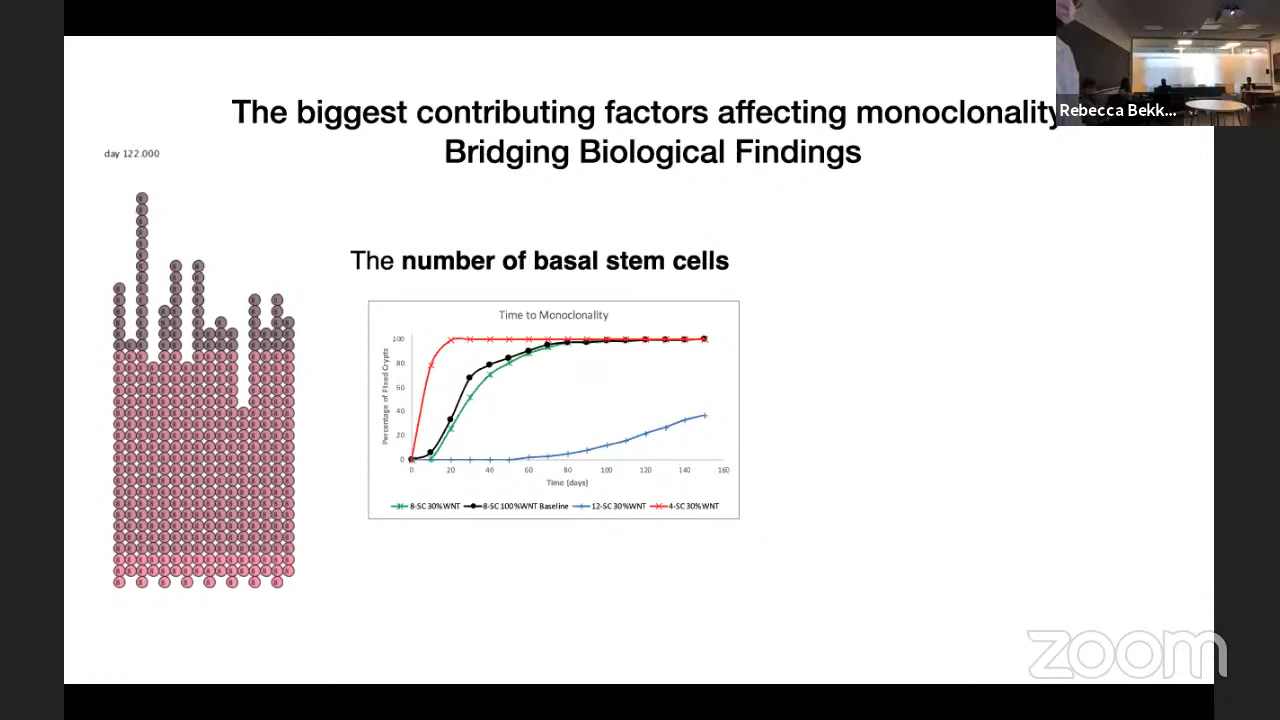 The biggest contributing factors affecting monoclonality
Bridging Biological Findings
Rebecca Bekk...
day 122.000
The number of basal stem cells
Time to Monoclonality
Percentage of Fixed Crypts
100
80
60
40
20
0
0 20 40 60 80 100 120 140 160
Time (days)
8-SC 30%WNT 8-SC 100%WNT Baseline 12-SC 30%WNT 4-SC 30%WNT
zoom